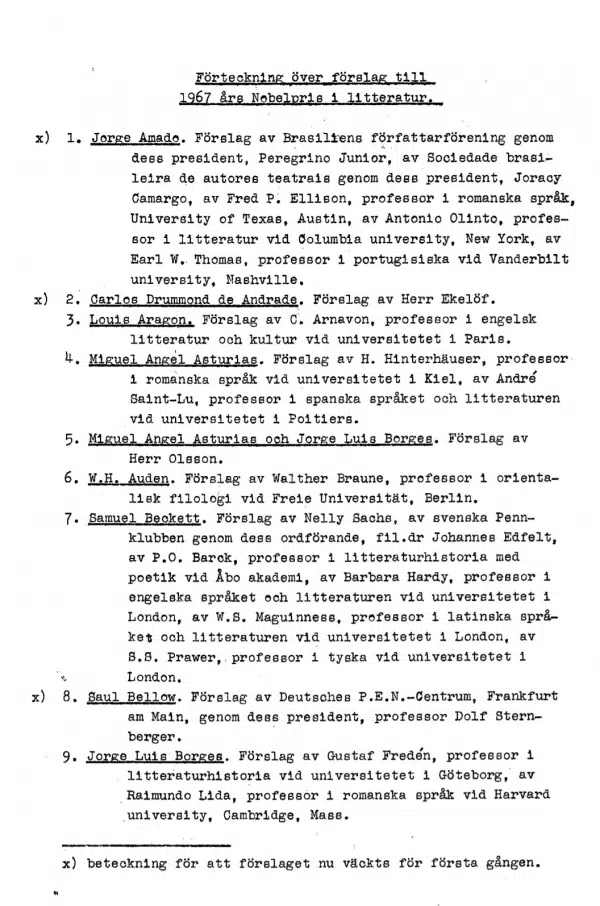 Förteckning över förslag till
1967 års Nobelpris i litteratur.
x) 1. Jorge Amado. Förslag av Brasiliens författarförening genom
dess president, Peregrino Junior, av Sociedade brasi-
leira de autores teatrais genom dess president, Joracy
Camargo, av Fred P. Ellison, professor i romanska språk,
University of Texas, Austin, av Antonio Olinto, profes-
sor i litteratur vid Columbia university, New York, av
Earl W. Thomas, professor i portugisiska vid Vanderbilt
university, Nashville.
x) 2. Carlos Drummond de Andrade. Förslag av Herr Ekelöf.
3. Louis Aragon. Förslag av C. Arnavon, professor i engelsk
litteratur och kultur vid universitetet i Paris.
4. Miguel Angel Asturias. Förslag av H. Hinterhäuser, professor
i romanska språk vid universitetet i Kiel, av André
Saint-Lu, professor i spanska språket och litteraturen
vid universitetet i Poitiers.
5. Miguel Angel Asturias och Jorge Luis Borges. Förslag av
Herr Olsson.
6. W.H. Auden. Förslag av Walther Braune, professor i orienta-
lisk filologi vid Freie Universität, Berlin.
7. Samuel Beckett. Förslag av Nelly Sachs, av svenska Penn-
klubben genom dess ordförande, fil.dr Johannes Edfelt,
av P.O. Barck, professor i litteraturhistoria med
poetik vid Åbo akademi, av Barbara Hardy, professor i
engelska språket och litteraturen vid universitetet i
London, av W.S. Maguinness, professor i latinska språ-
ket och litteraturen vid universitetet i London, av
S.S. Prawer, professor i tyska vid universitetet i
London.
x) 8. Saul Bellow. Förslag av Deutsches P.E.N.-Centrum, Frankfurt
am Main, genom dess president, professor Dolf Stern-
berger.
9. Jorge Luis Borges. Förslag av Gustaf Fredén, professor i
litteraturhistoria vid universitetet i Göteborg, av
Raimundo Lida, professor i romanska språk vid Harvard
university, Cambridge, Mass.
x) beteckning för att förslaget nu väckts för första gången.